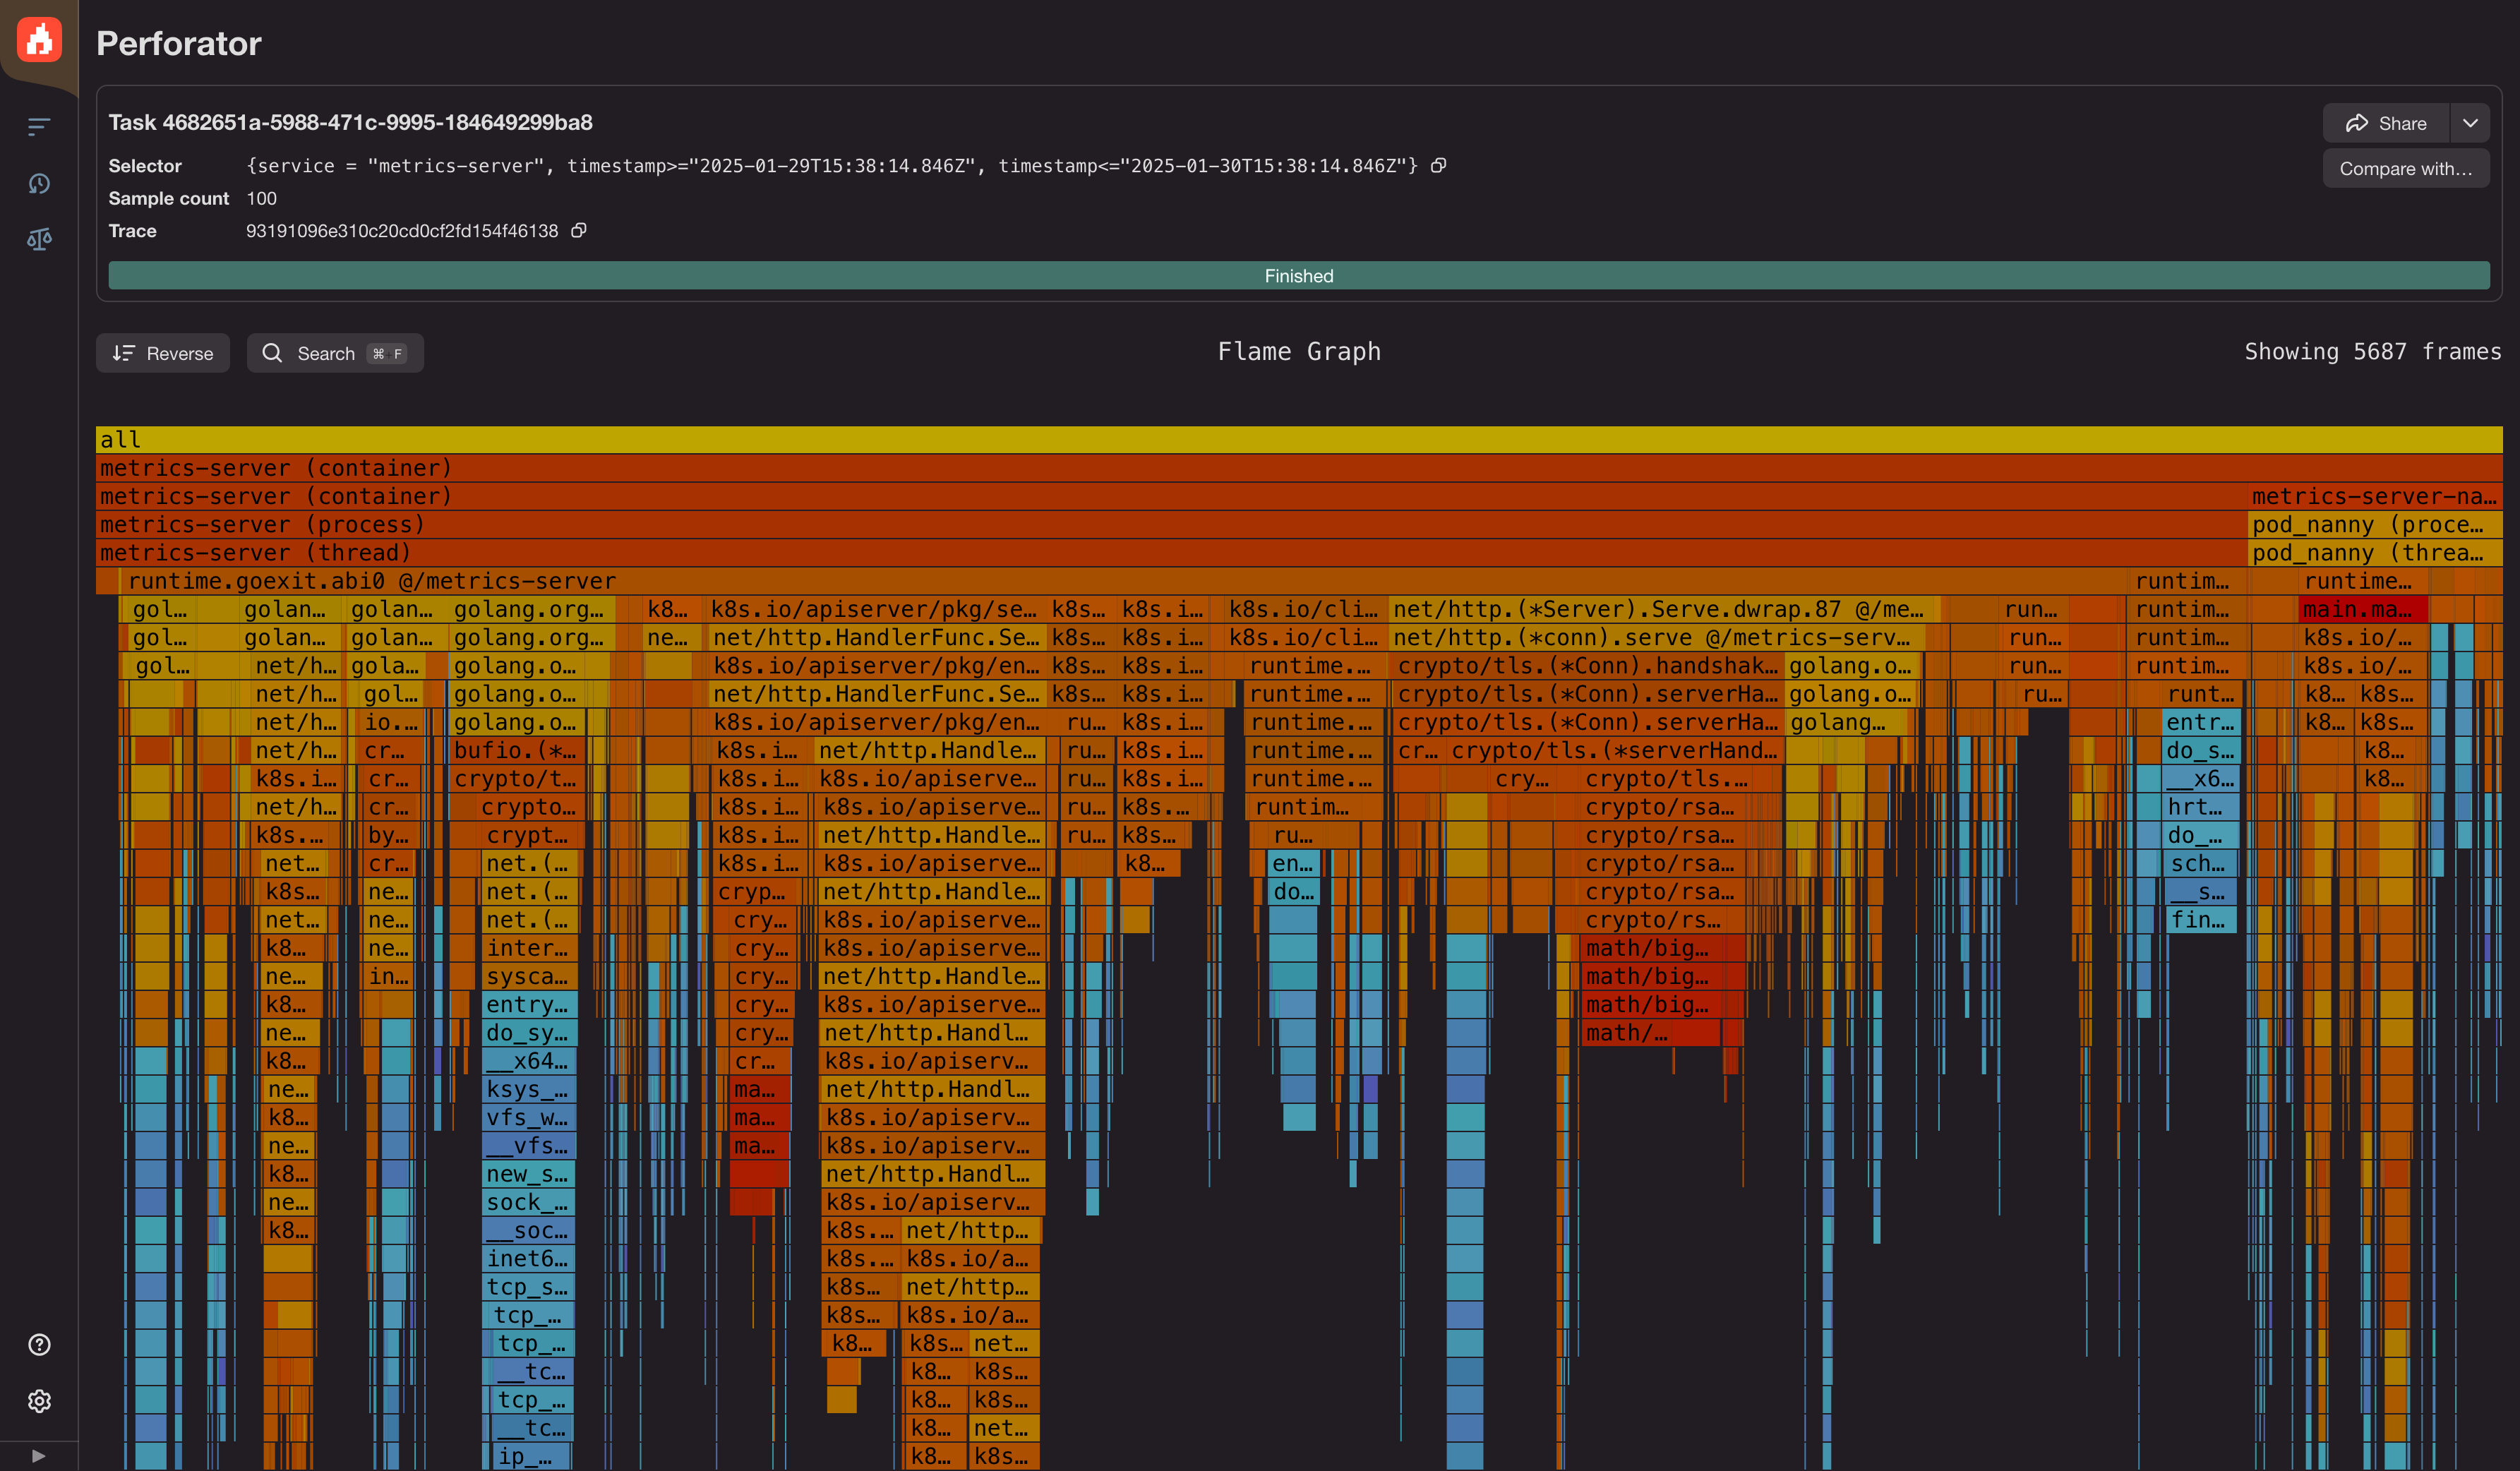 Perforator
Task 4682651a-5988-471c-9995-184649299ba8
Share
Selector {service = "metrics-server", timestamp>="2025-01-29T15:38:14.846Z", timestamp<="2025-01-30T15:38:14.846Z"}
Compare with...
Sample count 100
Trace 93191096e310c20cd0cf2fd154f46138
Finished
Reverse Search ⌘ F Flame Graph Showing 5687 frames
all
metrics-server (container)
metrics-server (container) metrics-server-na…
metrics-server (process) pod_nanny (proce…
metrics-server (thread) pod_nanny (threa…
runtime.goexit.abi0 @/metrics-server runtim… runtime…
gol… golan… golan… golang.org… k8… k8s.io/apiserver/pkg/se… k8s… k8s.i… k8s.io/cli… net/http.(*Server).Serve.dwrap.87 @/me… run… runtim… main.ma…
gol… golan… golan… golang.org… ne… net/http.HandlerFunc.Se… k8s… k8s.i… k8s.io/cli… net/http.(*conn).serve @/metrics-serv… run… runtim… k8s.io/…
gol… net/h… gola… golang.o… k8s.io/apiserver/pkg/en… k8s… k8s.i… runtime.… crypto/tls.(*Conn).handshak… golang.o… run… runtim… k8s.io/…
net/h… gol… golang.o… net/http.HandlerFunc.Se… k8s… k8s.i… runtime.… crypto/tls.(*Conn).serverHa… golang.o… ru… runt… k8… k8s…
net/h… io.… golang.o… k8s.io/apiserver/pkg/en… ru… k8s.i… runtime.… crypto/tls.(*Conn).serverHa… golang… entr… k8… k8s…
net/h… cr… bufio.(*… k8s.i… net/http.Handle… ru… k8s.i… runtime.… cr… crypto/tls.(*serverHand… do_s… k8…
k8s.i… cr… crypto/t… k8s.i… k8s.io/apiserve… ru… k8s.i… runtime.… cry… crypto/tls.… __x6… k8…
net/h… cr… crypto… k8s.i… k8s.io/apiserve… ru… k8s.… runtim… crypto/rsa… hrt…
k8s.… by… crypt… k8s.i… net/http.Handle… ru… k8s… ru… crypto/rsa… do_…
net… cr… net.(… k8s.i… k8s.io/apiserve… k8… en… crypto/rsa… sch…
k8s… ne… net.(… cryp… net/http.Handle… do… crypto/rsa… __s…
net… ne… net.(… cry… k8s.io/apiserve… crypto/rs… fin…
k8… ne… inter… cry… k8s.io/apiserve… math/big…
ne… in… sysca… cry… net/http.Handle… math/big…
k8… entry… cry… k8s.io/apiserve… math/big…
ne… do_sy… cry… net/http.Handl… math/…
k8… __x64… cr… k8s.io/apiserv…
ne… ksys_… ma… net/http.Handl…
k8… vfs_w… ma… k8s.io/apiserv…
ne… __vfs… ma… k8s.io/apiserv…
k8… new_s… net/http.Handl…
ne… sock_… k8s.io/apiserv…
k8… __soc… k8s.… net/http…
inet6… k8s.… k8s.io/a…
tcp_s… k8s… net/http…
tcp_… k8s… k8s.io/a…
tcp_… k8… k8s… net…
__tc… k8… k8s…
tcp_… k8… k8s…
__tc… k8… net…
ip_… k8… k8s…